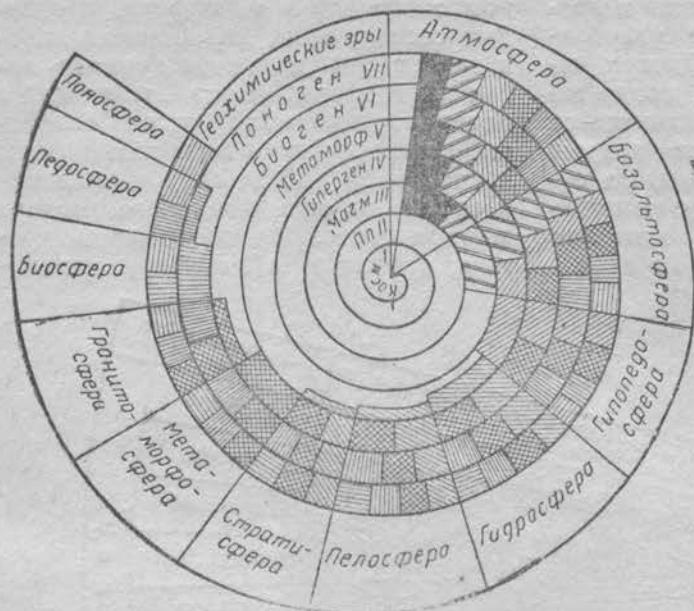 Геохимические эры
Поноген VII
Биоген VI
Метаморф V
Гиперген IV
Магм III
Пл II
I
Косм
Атмосфера
Базальтосфера
Гипопедо-
сфера
Гидросфера
Пелосфера
Страти-
сфера
Мета-
морфо-
сфера
Гранито-
сфера
Биосфера
Педосфера
Поносфера